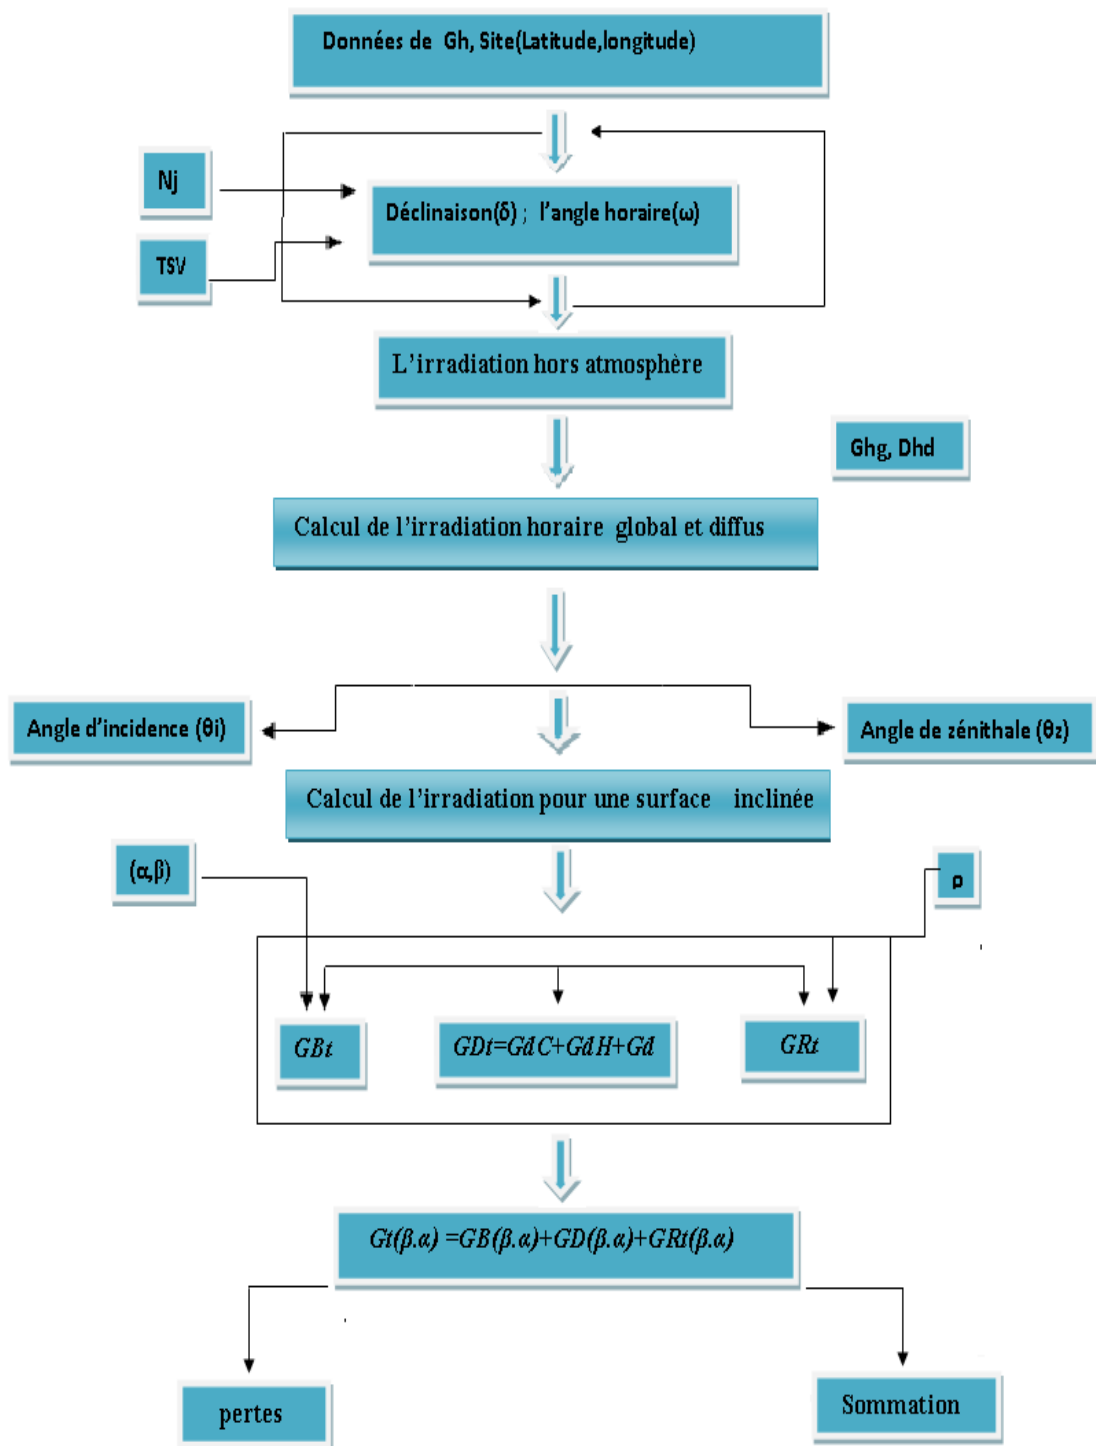 Données de Gh, Site(Latitude,longitude)
Nj
Déclinaison(δ) ; l'angle horaire(ω)
TSV
L'irradiation hors atmosphère
Ghg, Dhd
Calcul de l'irradiation horaire global et diffus
Angle d'incidence (θi)
Angle de zénithale (θz)
Calcul de l'irradiation pour une surface inclinée
(α,β)
ρ
GBt
GDt=GdC+GdH+Gd
GRt
Gt(β.α) =GB(β.α)+GD(β.α)+GRt(β.α)
pertes
Sommation